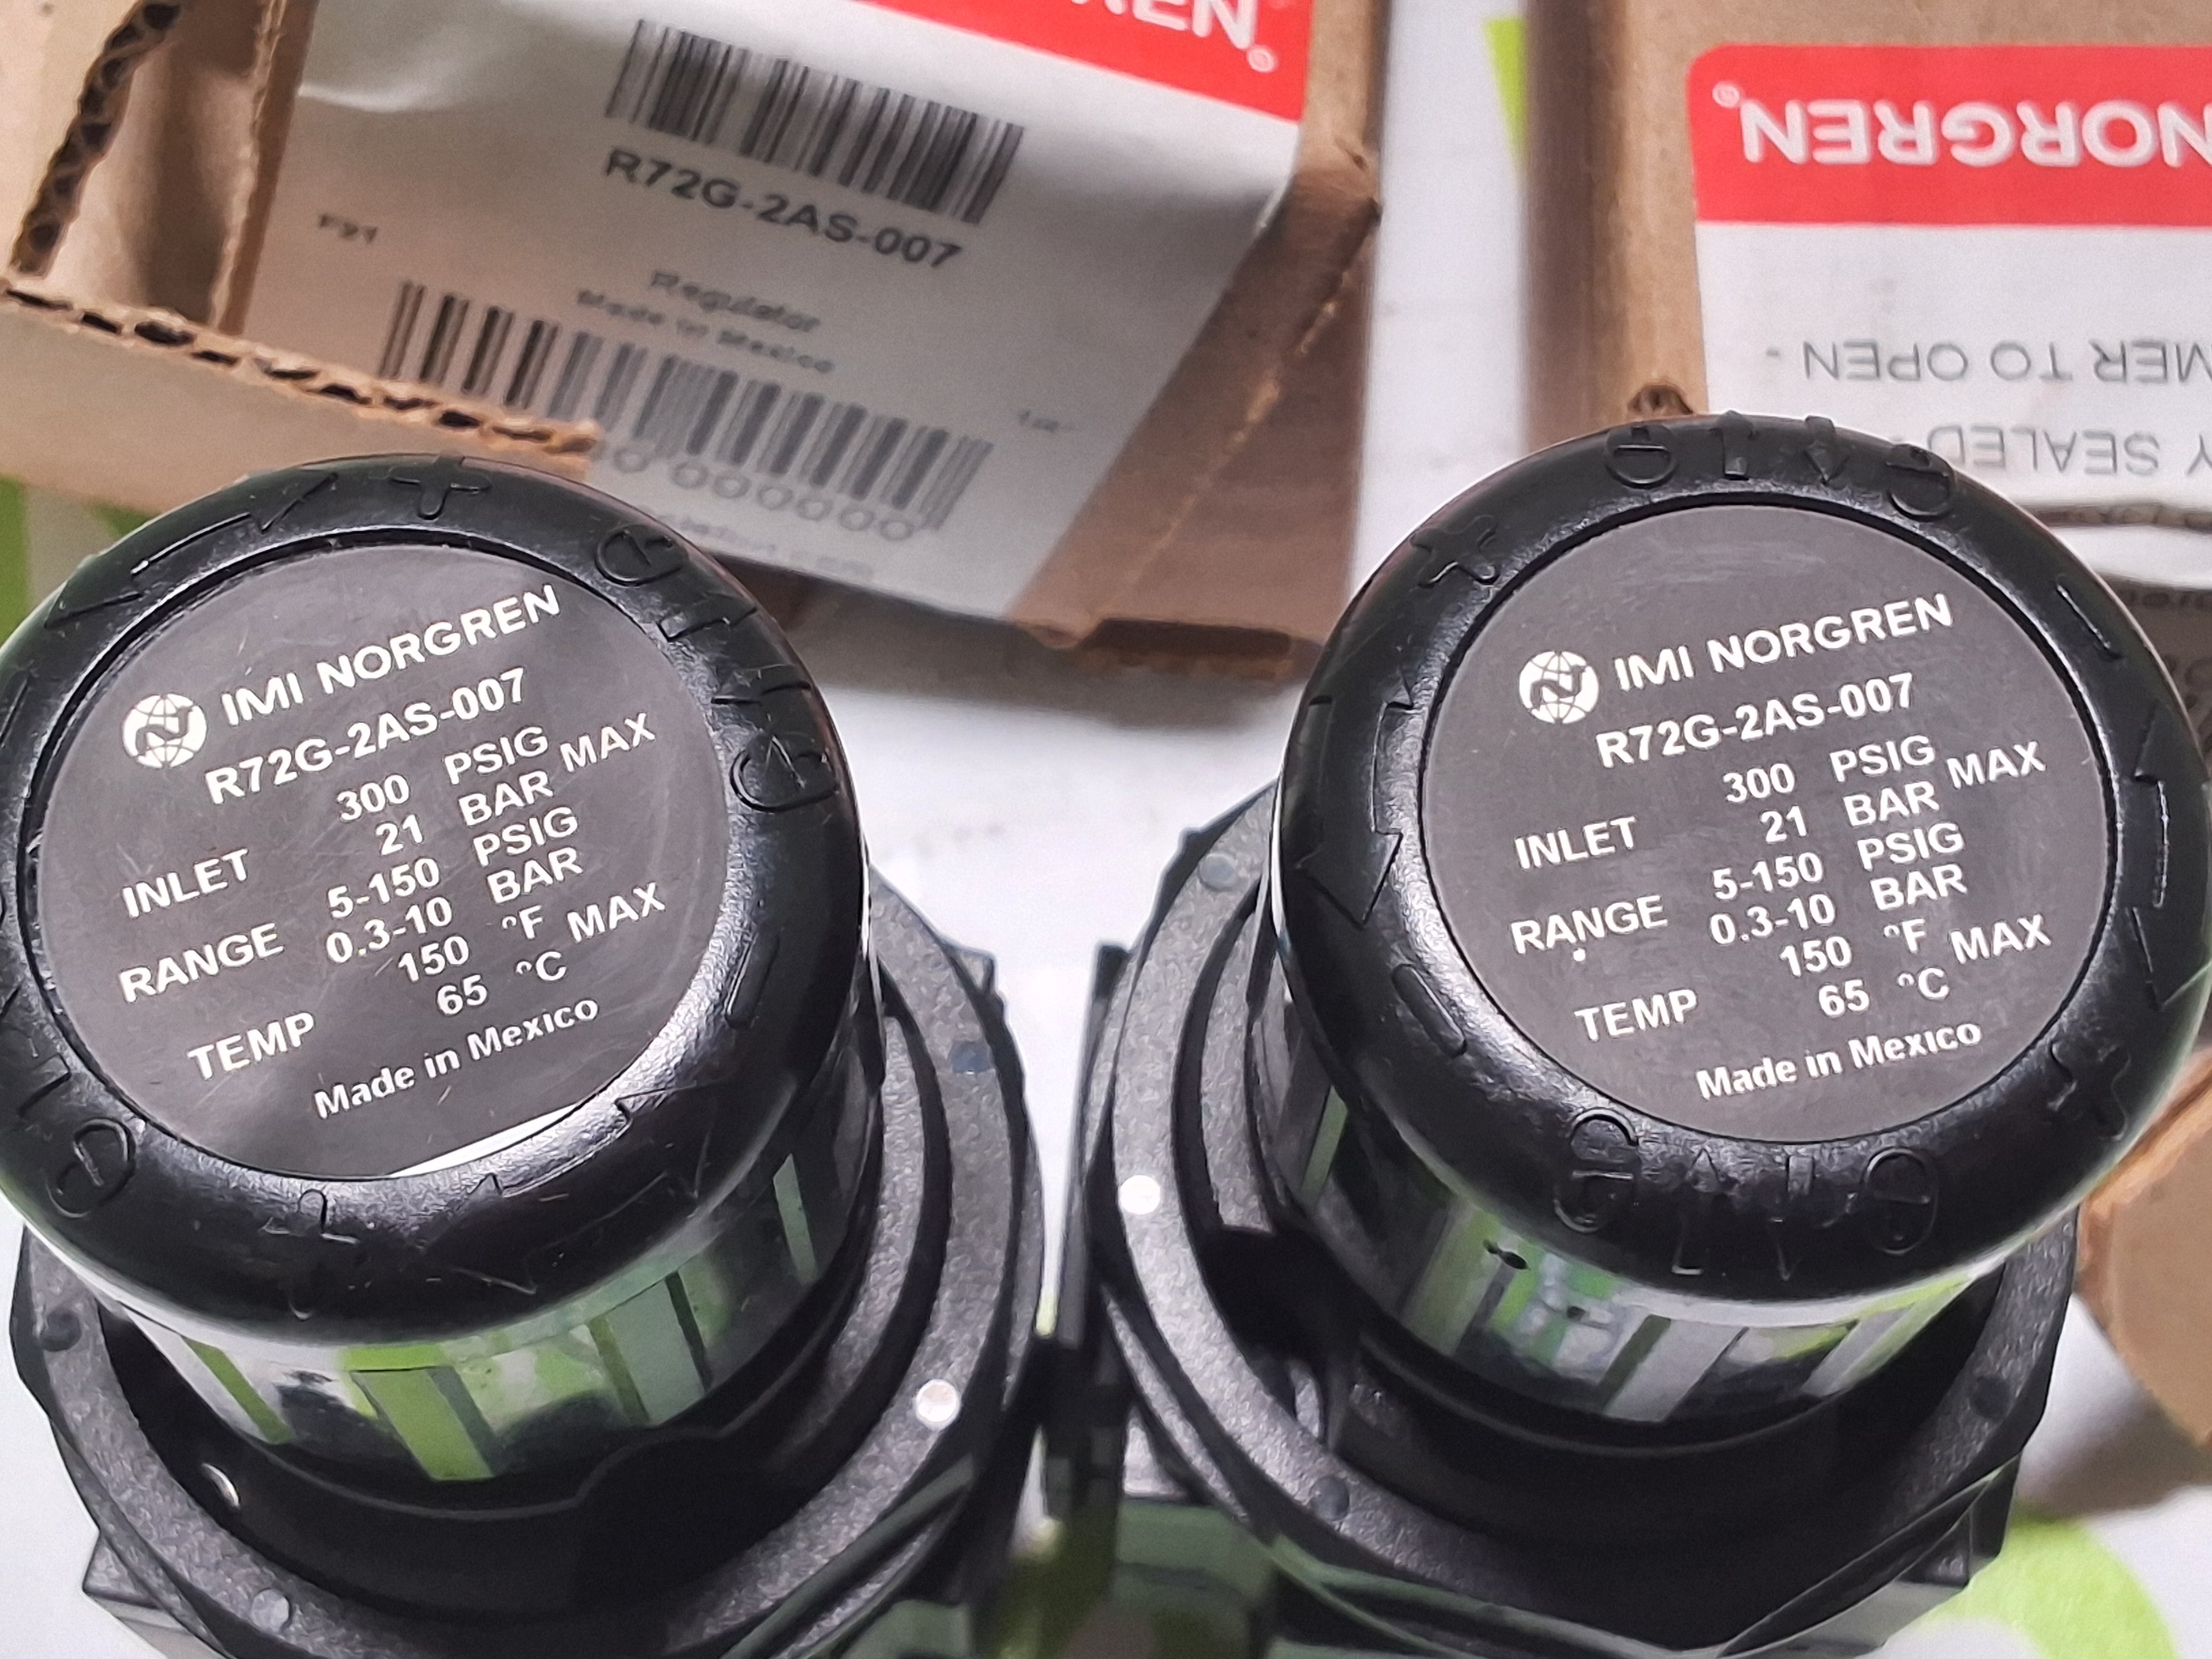 NORGREN
R72G-2AS-007
Regulator
Made in Mexico
000000
NORGREN
TO OPEN -
SEALED -
IMI NORGREN
R72G-2AS-007
300 PSIG
INLET 21 BAR MAX
5-150 PSIG
RANGE 0.3-10 BAR
150 °F
TEMP 65 °C MAX
Made in Mexico
IMI NORGREN
R72G-2AS-007
300 PSIG
INLET 21 BAR MAX
5-150 PSIG
RANGE 0.3-10 BAR
150 °F
TEMP 65 °C MAX
Made in Mexico